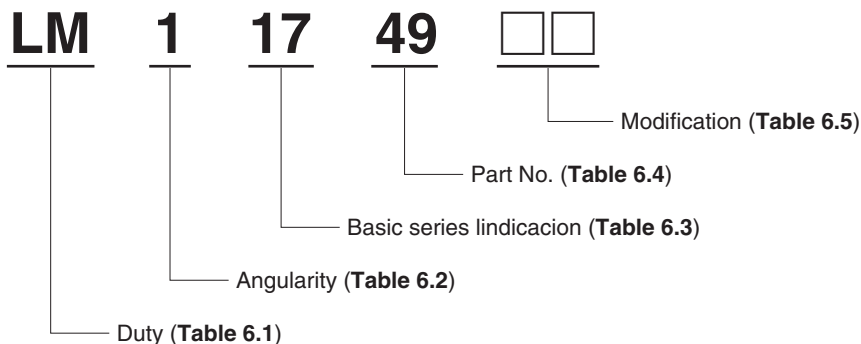 LM 1 17 49 □□
Modification (Table 6.5)
Part No. (Table 6.4)
Basic series lindicacion (Table 6.3)
Angularity (Table 6.2)
Duty (Table 6.1)